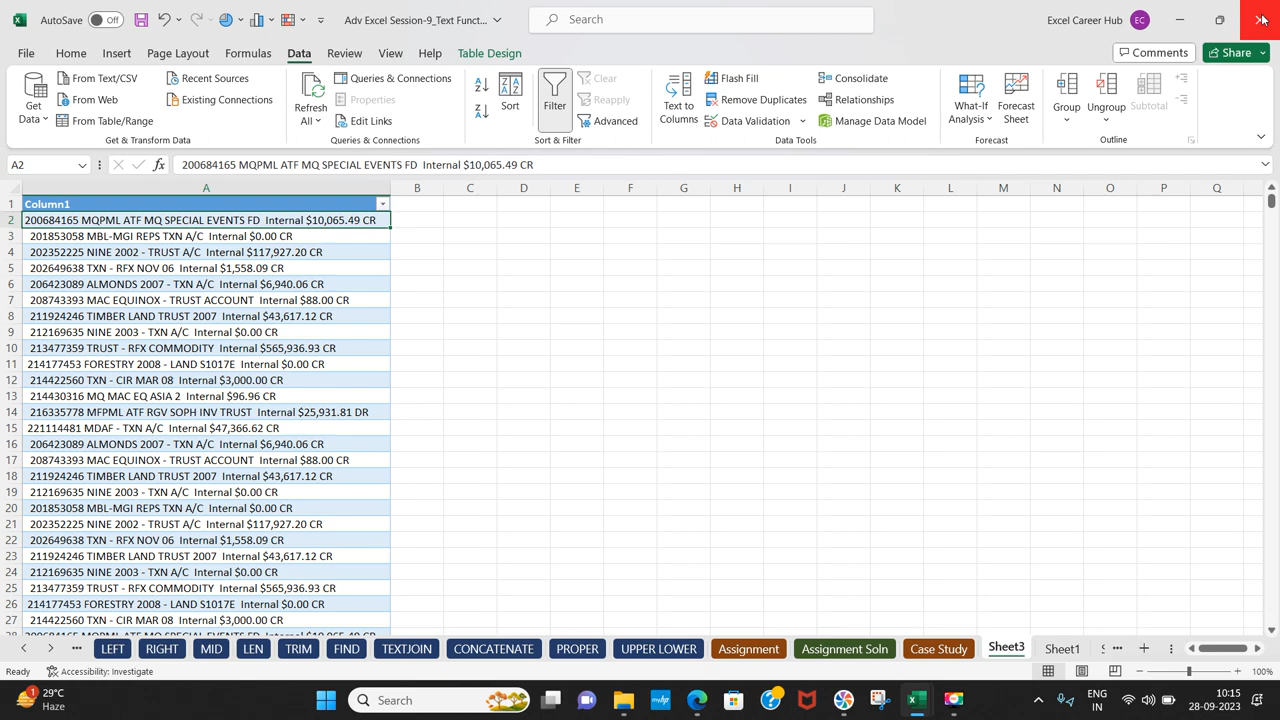 AutoSave Off Adv Excel Session-9_Text Funct... Search Excel Career Hub EC
File Home Insert Page Layout Formulas Data Review View Help Table Design Comments Share
Get Data From Text/CSV Recent Sources
From Web Existing Connections
From Table/Range
Get & Transform Data
Refresh All Queries & Connections
Properties
Edit Links
Queries & Connections
Sort Filter Clear
Reapply
Advanced
Sort & Filter
Text to Columns Flash Fill Consolidate
Remove Duplicates Relationships
Data Validation Manage Data Model
Data Tools
What-If Analysis Forecast Sheet
Forecast
Group Ungroup Subtotal
Outline
A2 fx 200684165 MQPML ATF MQ SPECIAL EVENTS FD Internal $10,065.49 CR
A B C D E F G H I J K L M N O P Q
1 Column1
2 200684165 MQPML ATF MQ SPECIAL EVENTS FD Internal $10,065.49 CR
3 201853058 MBL-MGI REPS TXN A/C Internal $0.00 CR
4 202352225 NINE 2002 - TRUST A/C Internal $117,927.20 CR
5 202649638 TXN - RFX NOV 06 Internal $1,558.09 CR
6 206423089 ALMONDS 2007 - TXN A/C Internal $6,940.06 CR
7 208743393 MAC EQUINOX - TRUST ACCOUNT Internal $88.00 CR
8 211924246 TIMBER LAND TRUST 2007 Internal $43,617.12 CR
9 212169635 NINE 2003 - TXN A/C Internal $0.00 CR
10 213477359 TRUST - RFX COMMODITY Internal $565,936.93 CR
11 214177453 FORESTRY 2008 - LAND S1017E Internal $0.00 CR
12 214422560 TXN - CIR MAR 08 Internal $3,000.00 CR
13 214430316 MQ MAC EQ ASIA 2 Internal $96.96 CR
14 216335778 MFPML ATF RGV SOPH INV TRUST Internal $25,931.81 DR
15 221114481 MDAF - TXN A/C Internal $47,366.62 CR
16 206423089 ALMONDS 2007 - TXN A/C Internal $6,940.06 CR
17 208743393 MAC EQUINOX - TRUST ACCOUNT Internal $88.00 CR
18 211924246 TIMBER LAND TRUST 2007 Internal $43,617.12 CR
19 212169635 NINE 2003 - TXN A/C Internal $0.00 CR
20 201853058 MBL-MGI REPS TXN A/C Internal $0.00 CR
21 202352225 NINE 2002 - TRUST A/C Internal $117,927.20 CR
22 202649638 TXN - RFX NOV 06 Internal $1,558.09 CR
23 211924246 TIMBER LAND TRUST 2007 Internal $43,617.12 CR
24 212169635 NINE 2003 - TXN A/C Internal $0.00 CR
25 213477359 TRUST - RFX COMMODITY Internal $565,936.93 CR
26 214177453 FORESTRY 2008 - LAND S1017E Internal $0.00 CR
27 214422560 TXN - CIR MAR 08 Internal $3,000.00 CR
28 200684165 MQPML ATF MQ SPECIAL EVENTS FD Internal $10,065.49 CR
... LEFT RIGHT MID LEN TRIM FIND TEXTJOIN CONCATENATE PROPER UPPER LOWER Assignment Assignment Soln Case Study Sheet3 Sheet1 ...
Ready Accessibility: Investigate 100%
1 29°C Haze Search ENG IN 10:15 28-09-2023